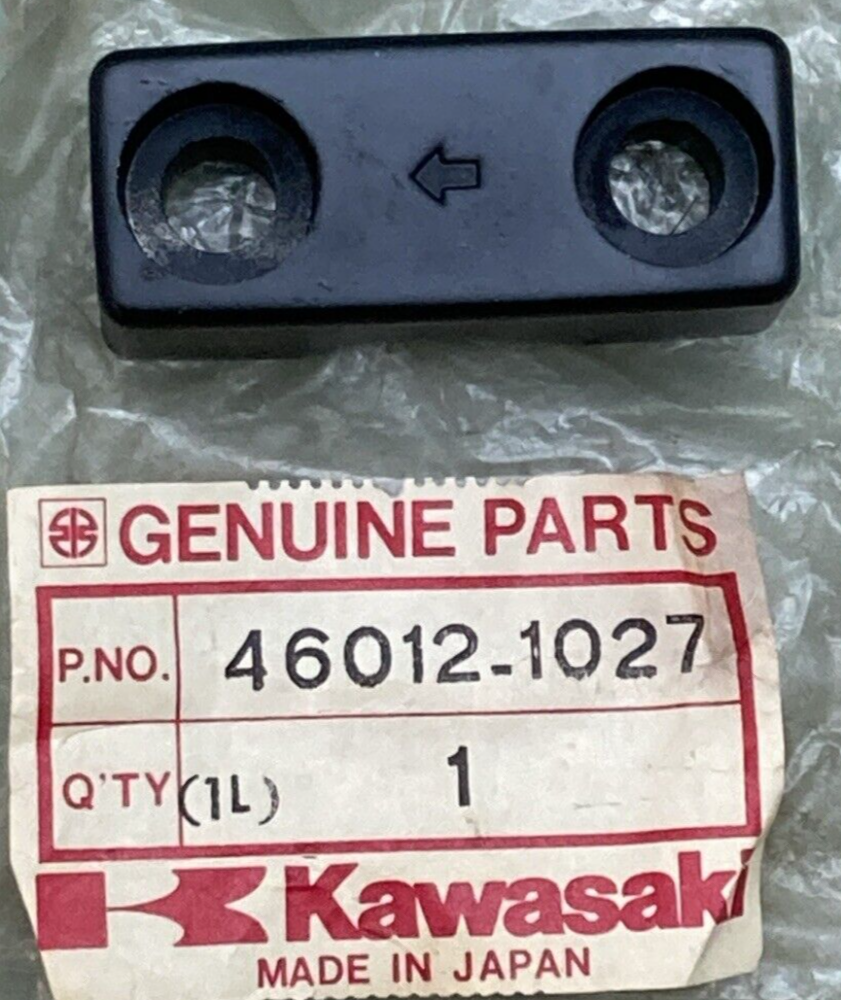 GENUINE PARTS
P.NO. 46012-1027
Q'TY (1L) 1
Kawasaki
MADE IN JAPAN